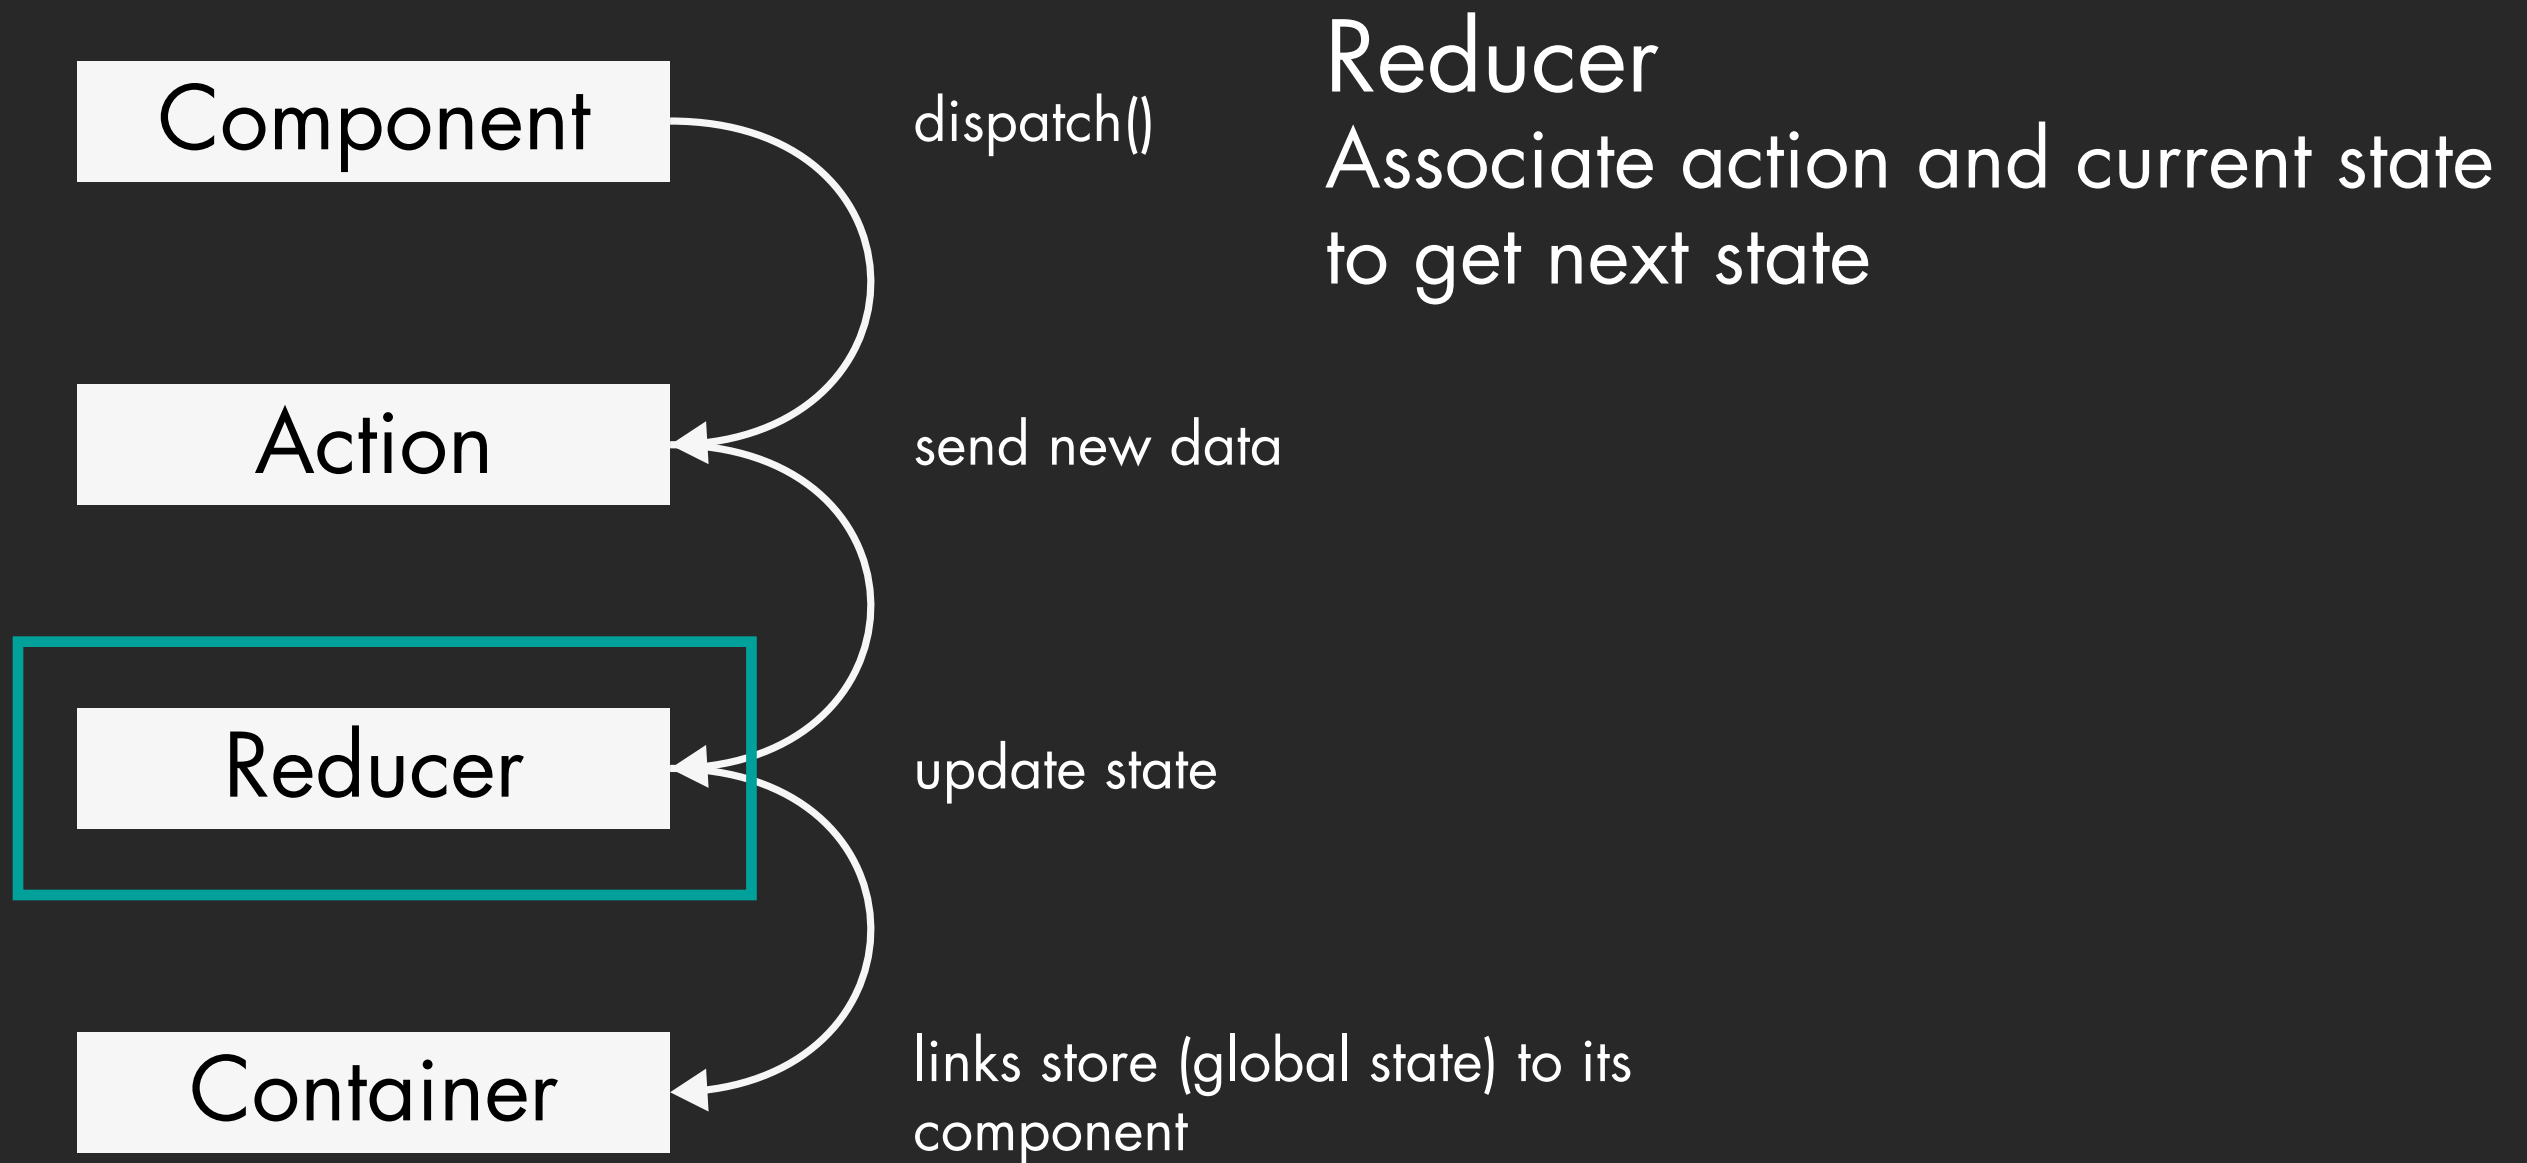 Component
dispatch()
Action
send new data
Reducer
update state
Container
links store (global state) to its
component
Reducer
Associate action and current state
to get next state